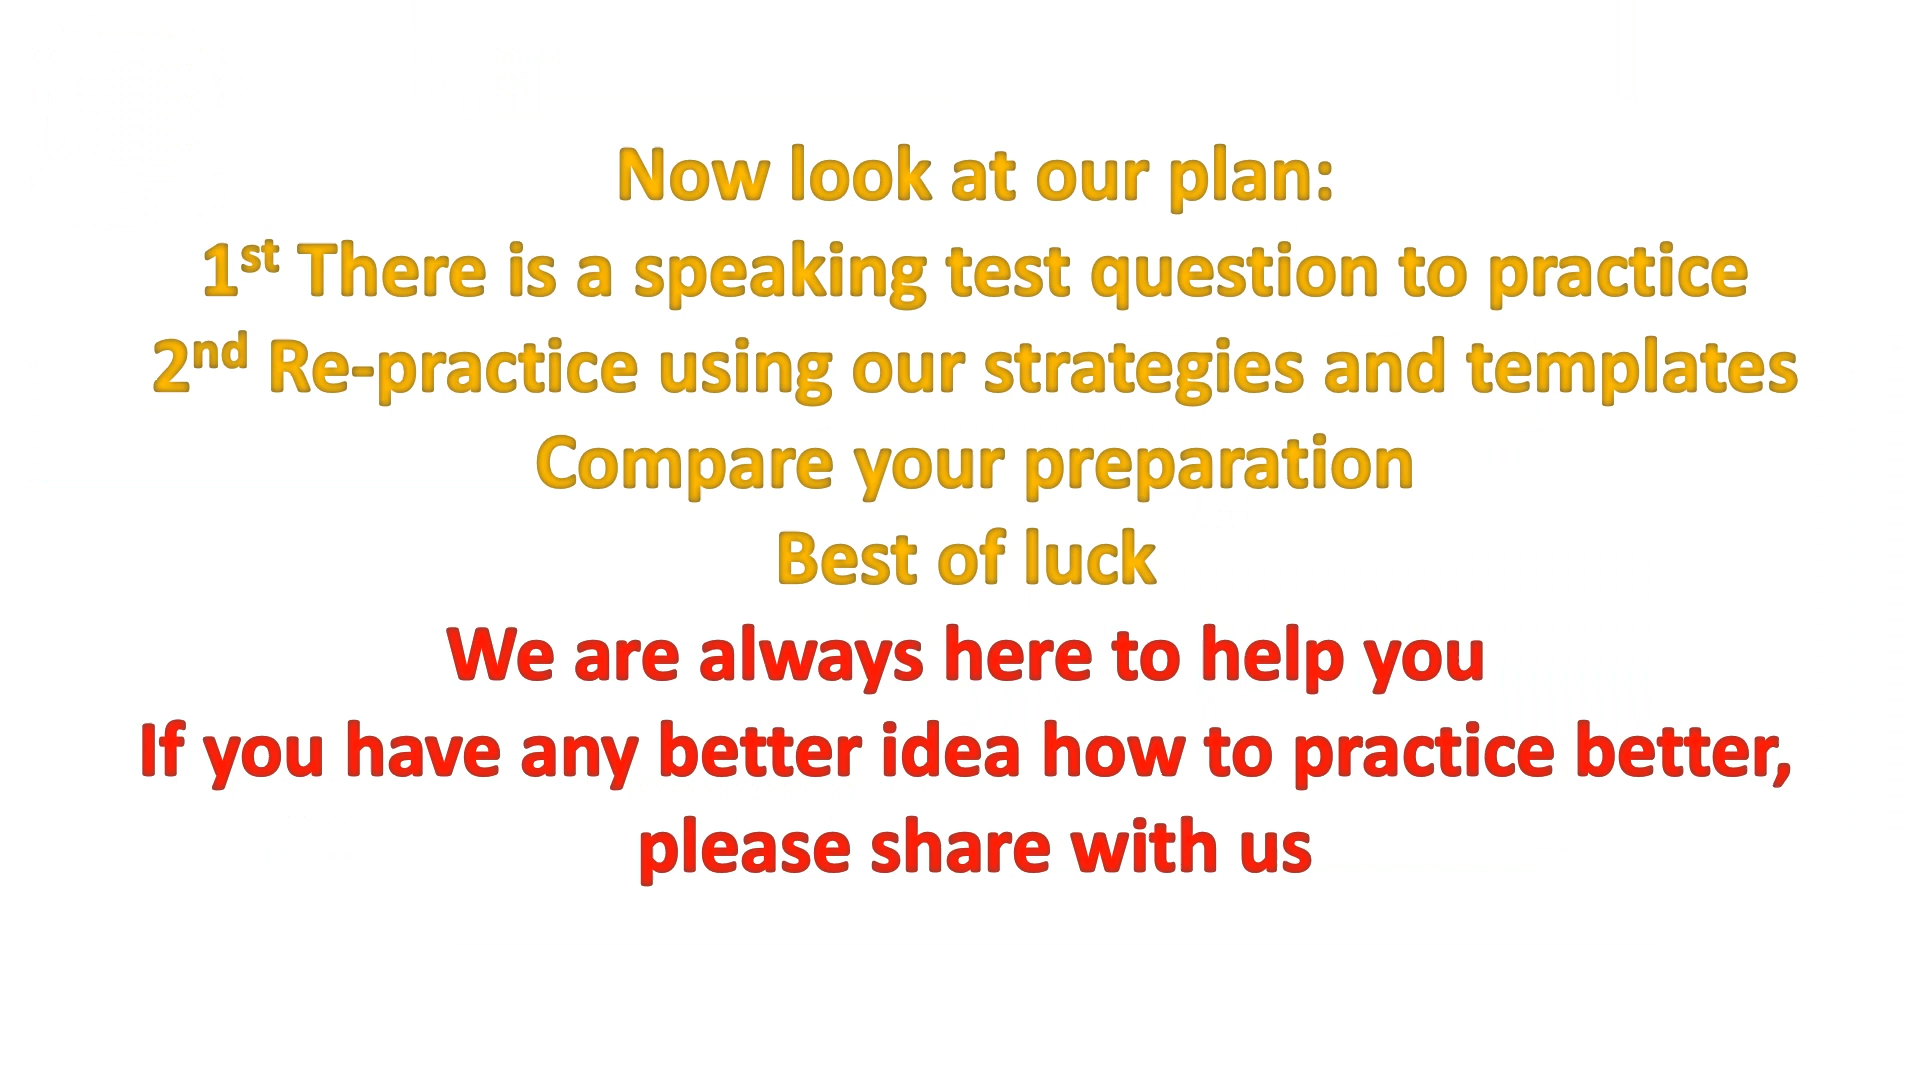 Now look at our plan:
1st There is a speaking test question to practice
2nd Re-practice using our strategies and templates
Compare your preparation
Best of luck
We are always here to help you
If you have any better idea how to practice better,
please share with us